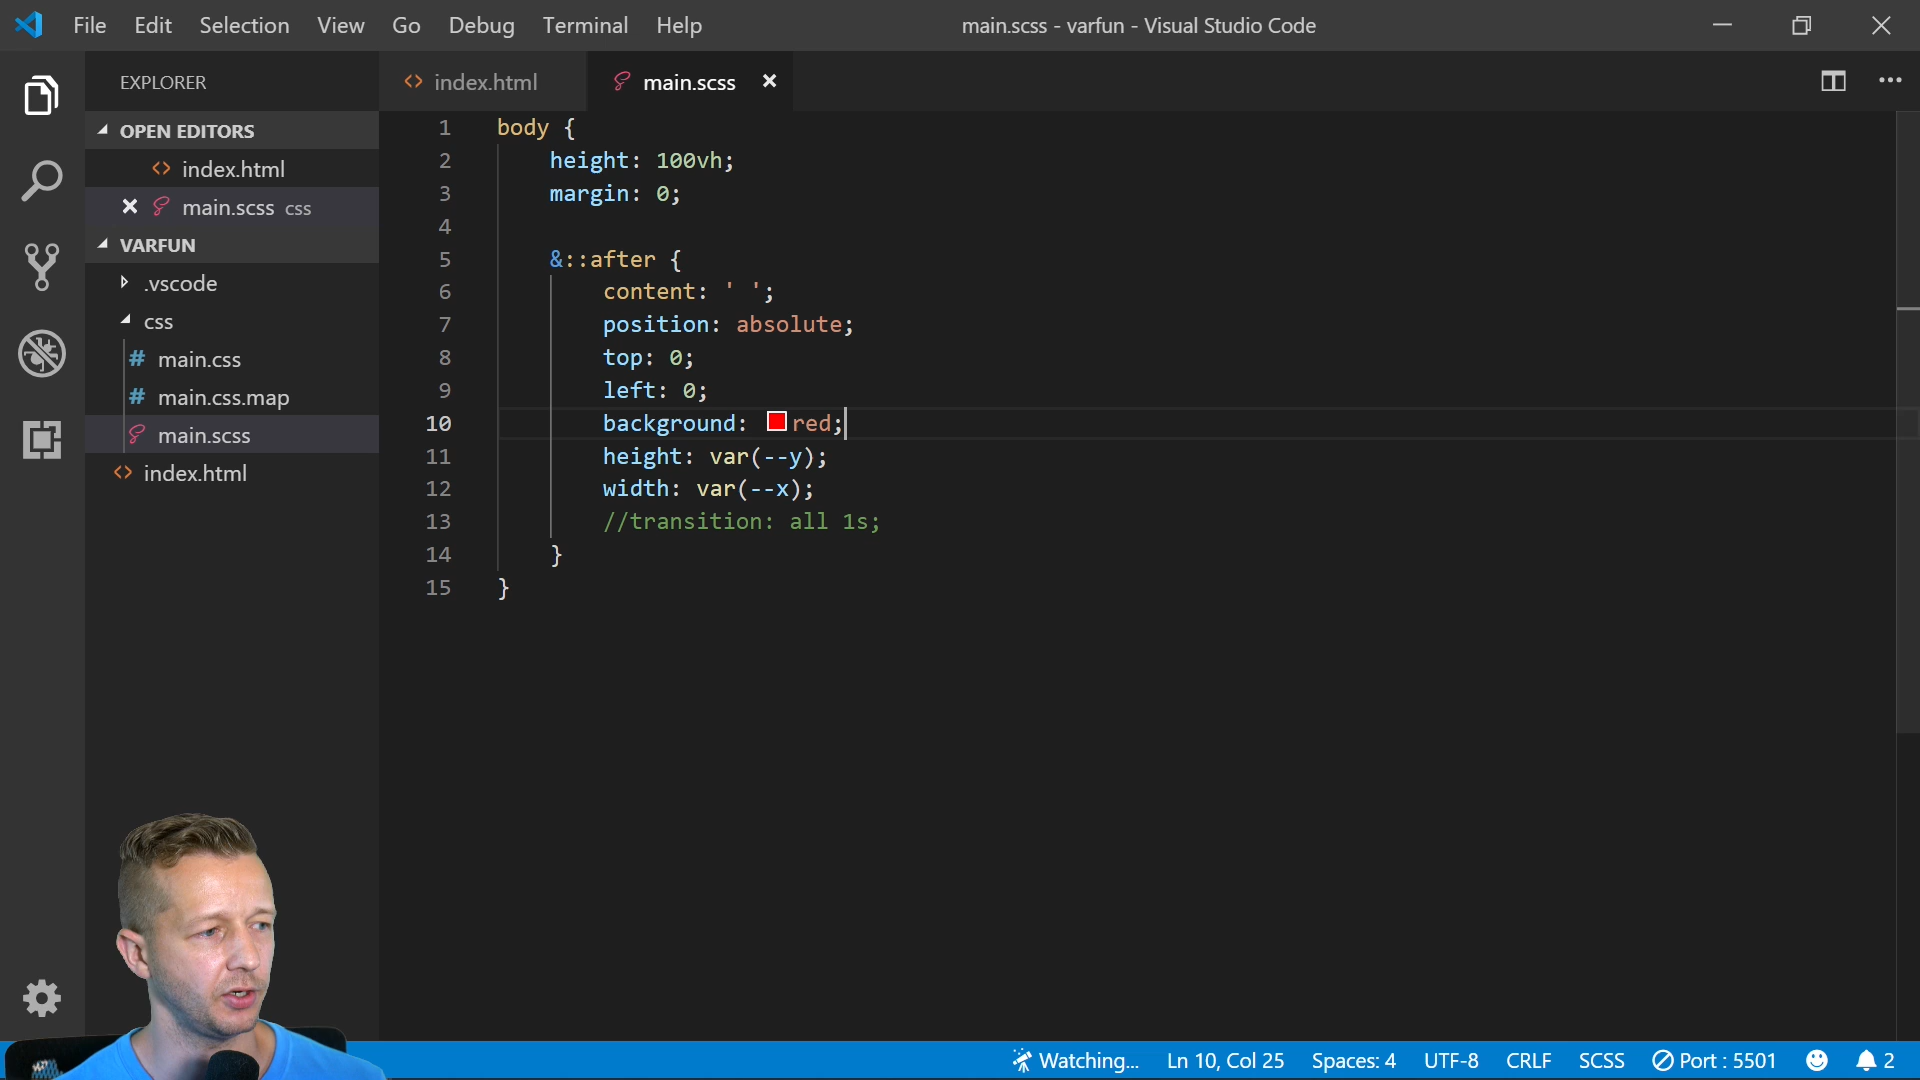 File Edit Selection View Go Debug Terminal Help
main.scss - varfun - Visual Studio Code
EXPLORER
OPEN EDITORS
<> index.html
main.scss css
VARFUN
.vscode
css
# main.css
# main.css.map
main.scss
<> index.html
<> index.html
main.scss
1 body {
2 height: 100vh;
3 margin: 0;
4
5 &::after {
6 content: ' ';
7 position: absolute;
8 top: 0;
9 left: 0;
10 background: red;
11 height: var(--y);
12 width: var(--x);
13 //transition: all 1s;
14 }
15 }
Watching... Ln 10, Col 25 Spaces: 4 UTF-8 CRLF SCSS Port : 5501 2